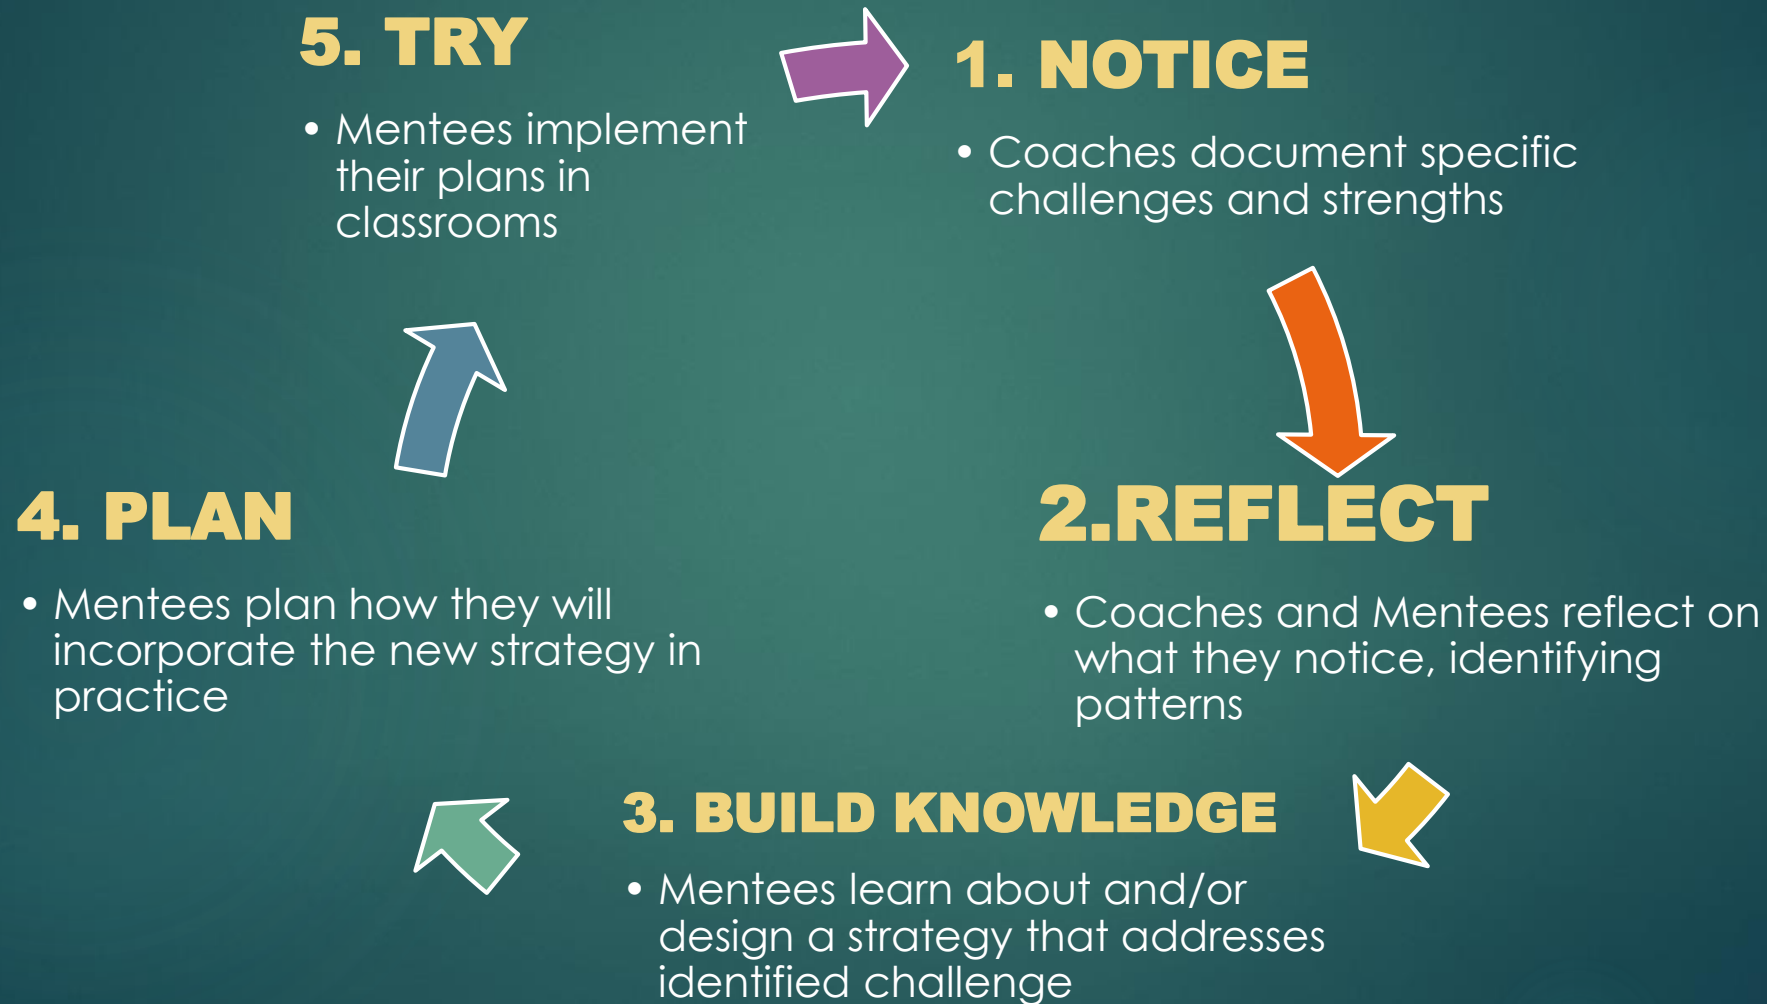 1. NOTICE
• Coaches document specific
challenges and strengths
2.REFLECT
• Coaches and Mentees reflect on
what they notice, identifying
patterns
3. BUILD KNOWLEDGE
• Mentees learn about and/or
design a strategy that addresses
identified challenge
4. PLAN
• Mentees plan how they will
incorporate the new strategy in
practice
5. TRY
• Mentees implement
their plans in
classrooms